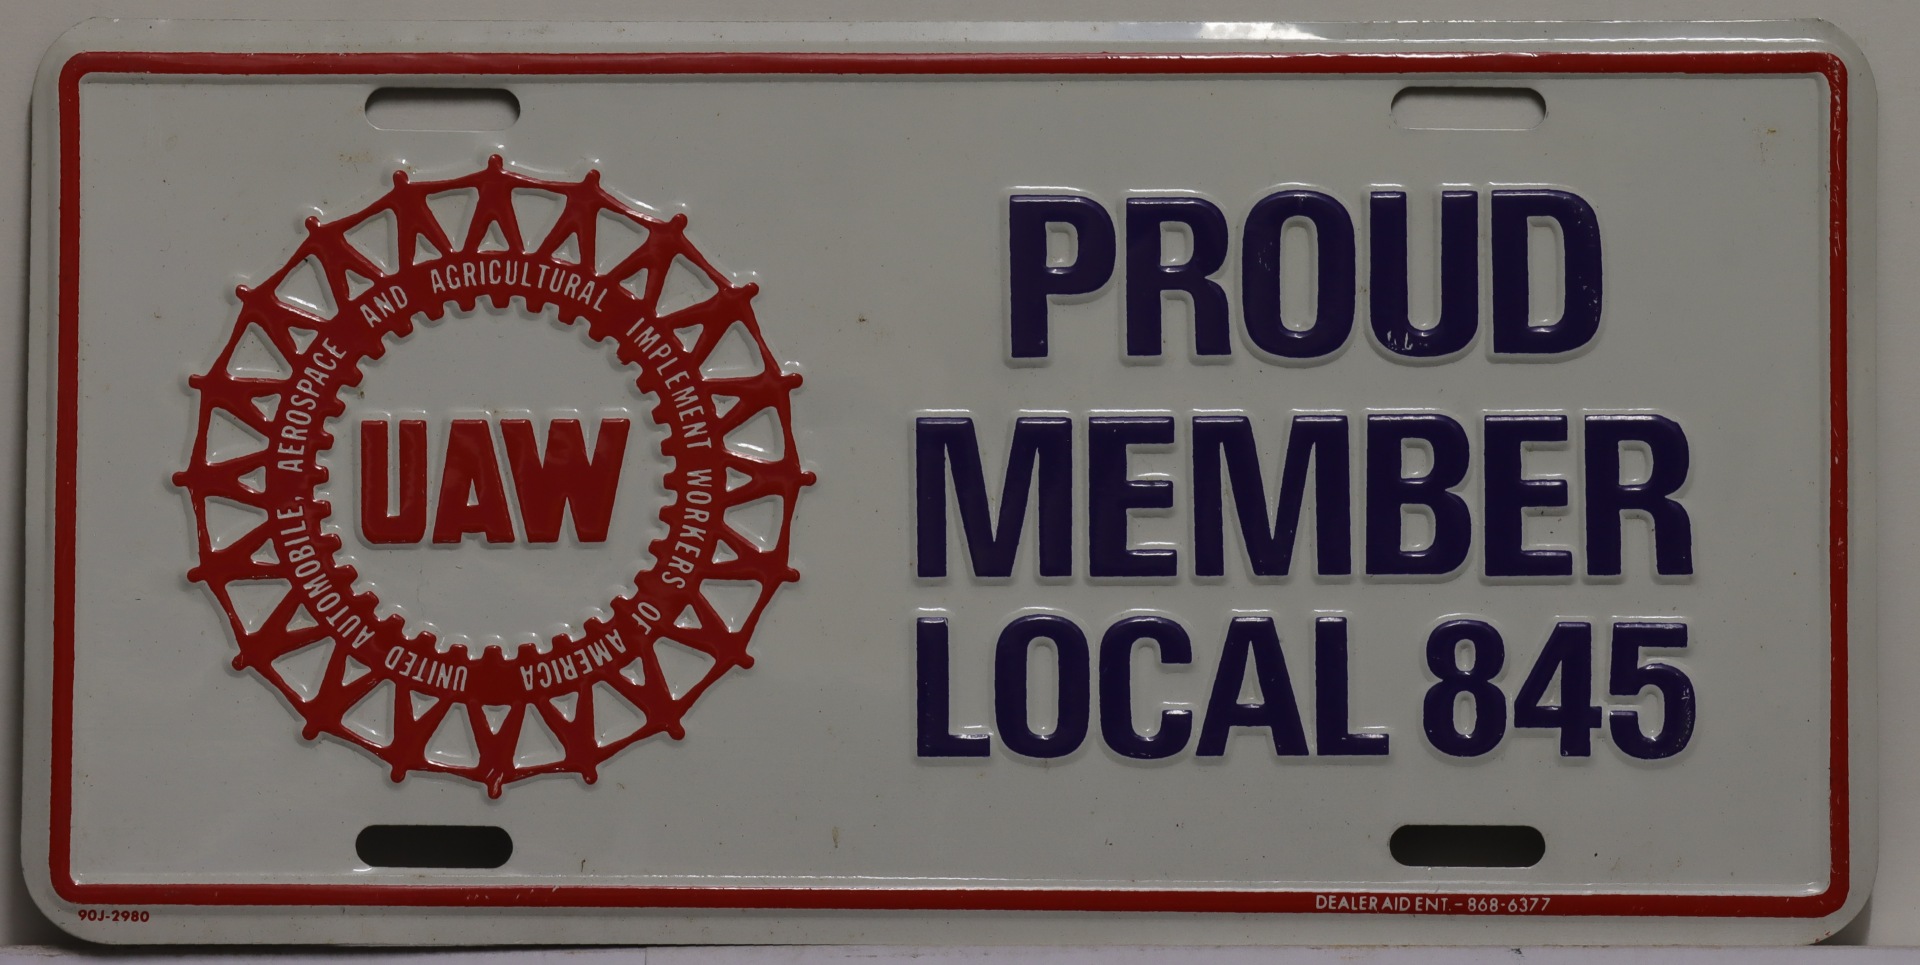 UNITED AUTOMOBILE, AEROSPACE AND AGRICULTURAL IMPLEMENT WORKERS OF AMERICA
UAW
PROUD
MEMBER
LOCAL 845
90J-2980
DEALER AID ENT. - 868-6377